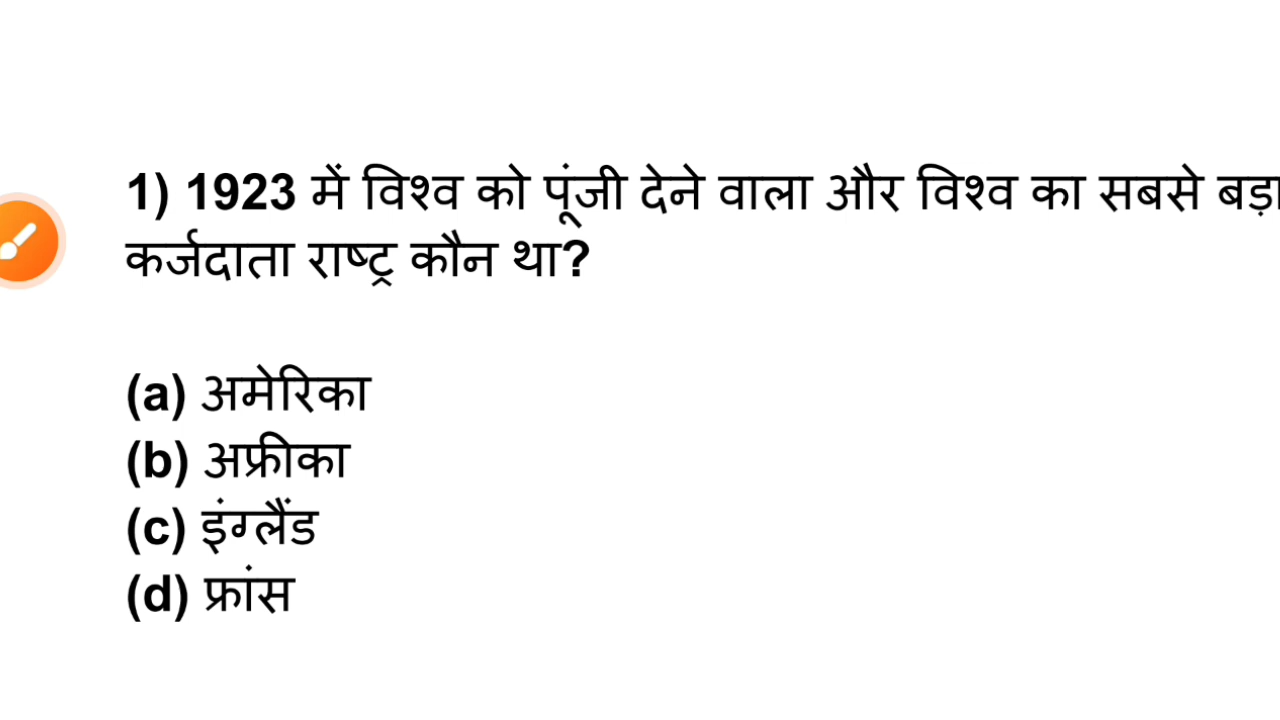 1) 1923 में विश्व को पूंजी देने वाला और विश्व का सबसे बड़ा
कर्जदाता राष्ट्र कौन था?
(a) अमेरिका
(b) अफ्रीका
(c) इंग्लैंड
(d) फ्रांस